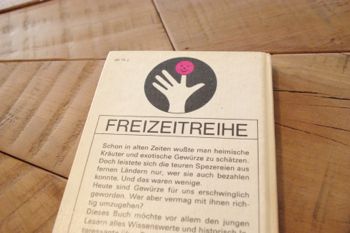 FREIZEITREIHE
Schon in alten Zeiten wußte man heimische
Kräuter und exotische Gewürze zu schätzen.
Doch leistete sich die teuren Spezereien aus
fernen Ländern nur, wer sie auch bezahlen
konnte. Und das waren wenige.
Heute sind Gewürze für uns erschwinglich
geworden. Wer aber vermag mit ihnen rich-
tig umzugehen?
Dieses Buch möchte vor allem den jungen
Lesern alles Wissenswerte und historisch In-